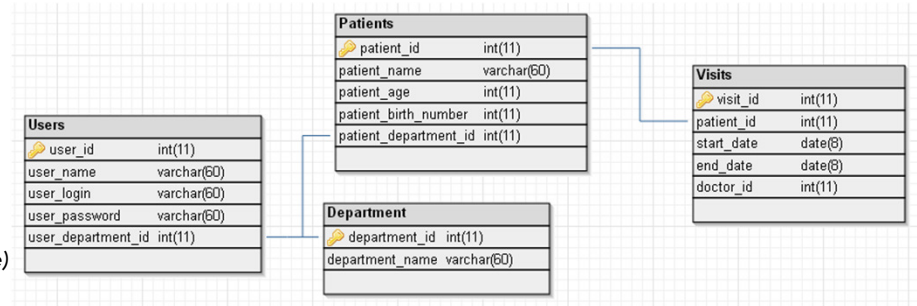 Patients
patient_id int(11)
patient_name varchar(60)
patient_age int(11)
patient_birth_number int(11)
patient_department_id int(11)
Visits
visit_id int(11)
patient_id int(11)
start_date date(8)
end_date date(8)
doctor_id int(11)
Users
user_id int(11)
user_name varchar(60)
user_login varchar(60)
user_password varchar(60)
user_department_id int(11)
Department
department_id int(11)
department_name varchar(60)